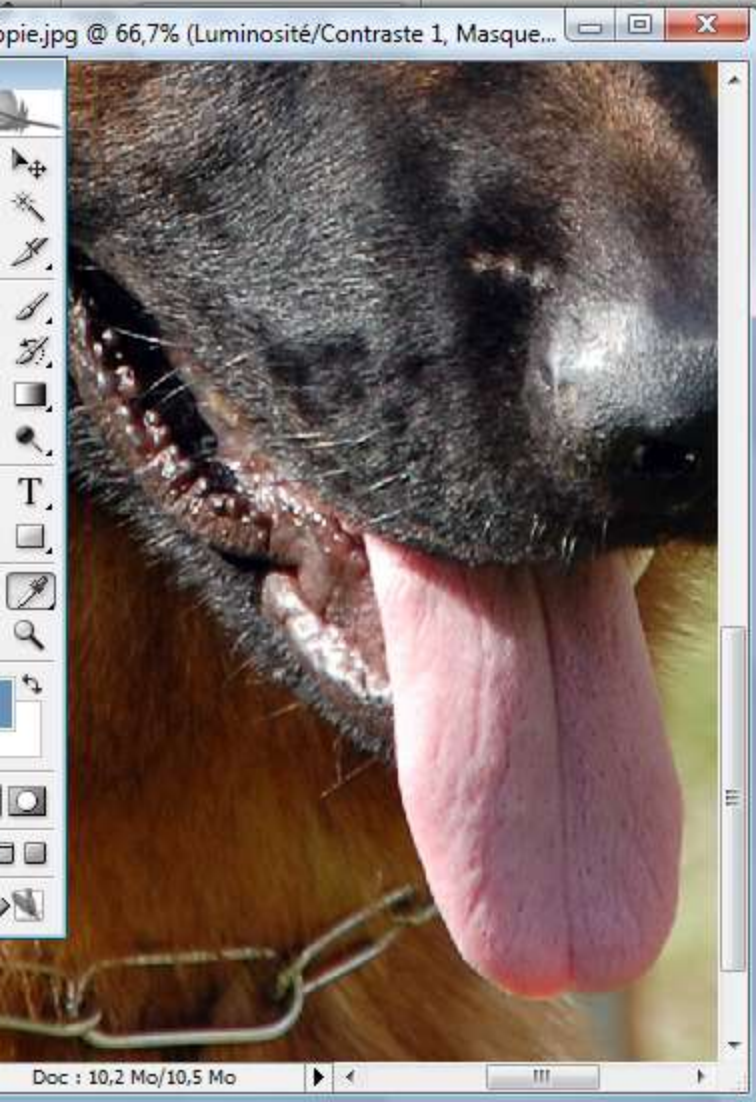 opie.jpg @ 66,7% (Luminosité/Contraste 1, Masque...
T
Doc : 10,2 Mo/10,5 Mo